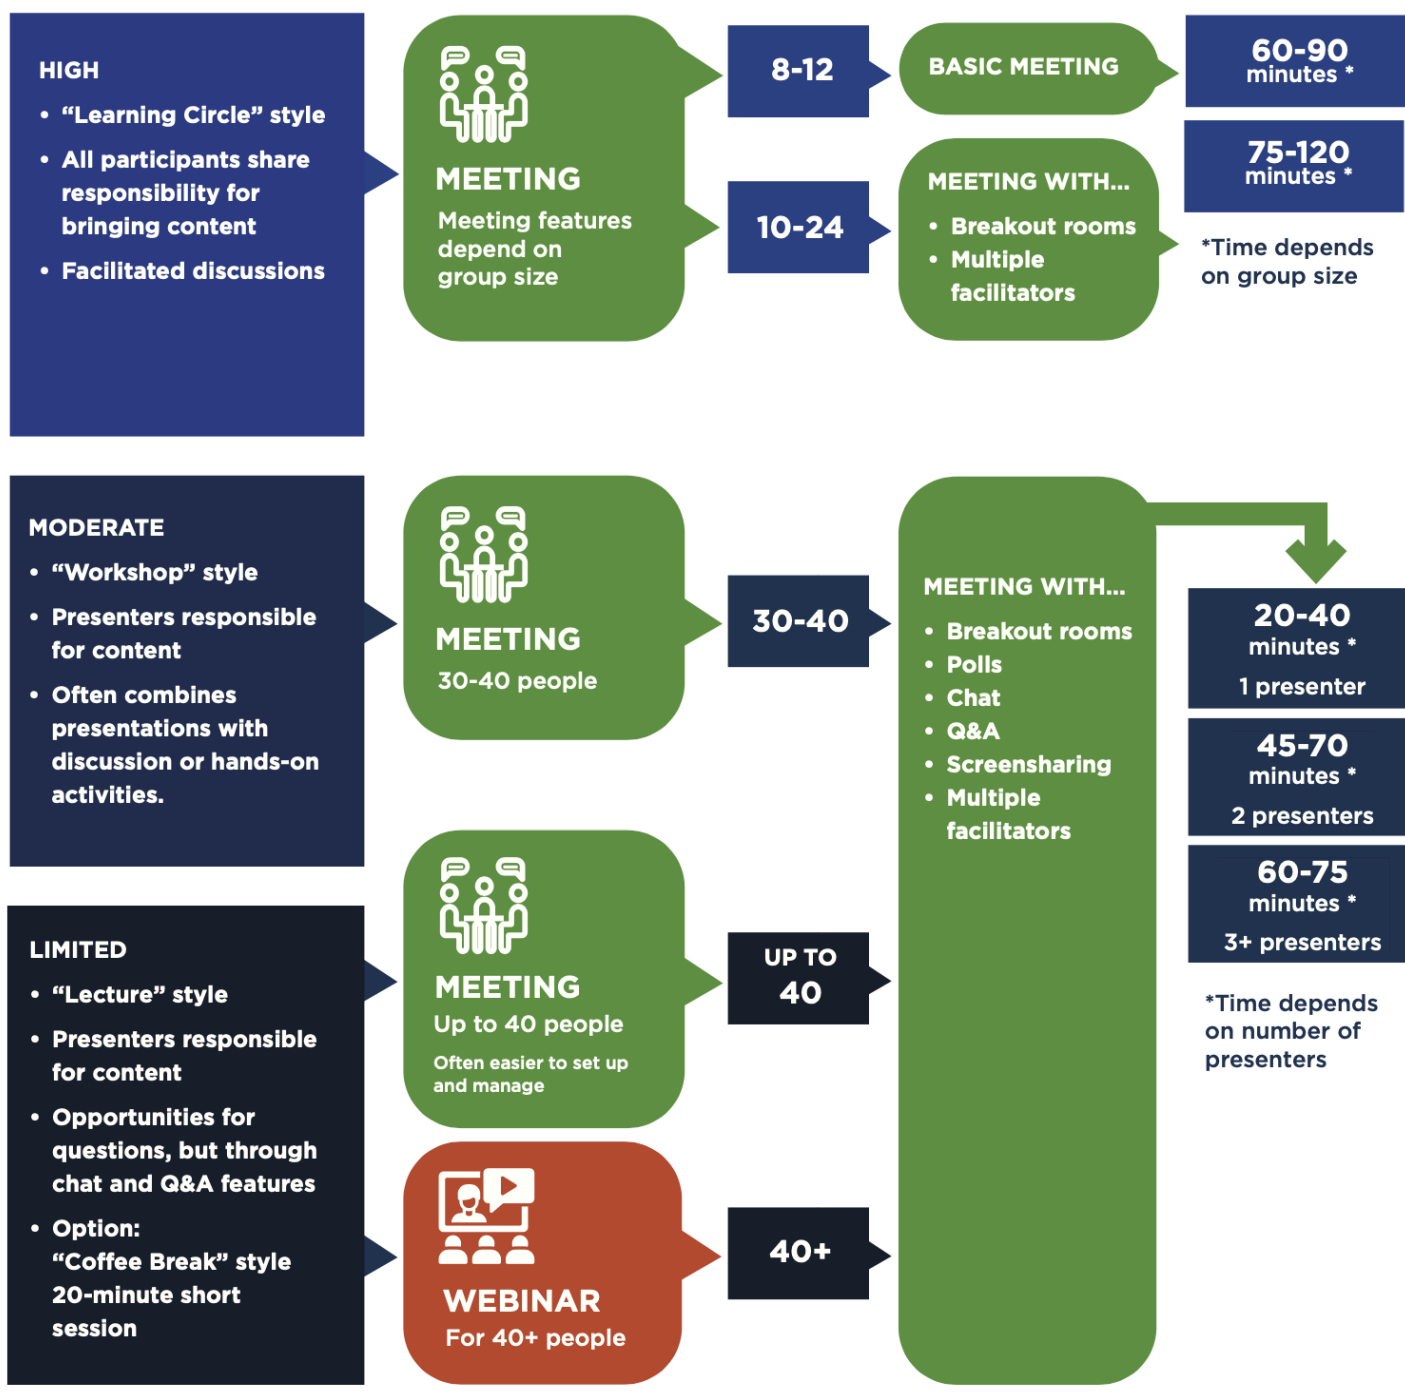 HIGH
• “Learning Circle” style
• All participants share
responsibility for
bringing content
• Facilitated discussions
MEETING
Meeting features
depend on
group size
8-12
10-24
BASIC MEETING
MEETING WITH...
• Breakout rooms
• Multiple
facilitators
60-90
minutes *
75-120
minutes *
*Time depends
on group size
MODERATE
• “Workshop” style
• Presenters responsible
for content
• Often combines
presentations with
discussion or hands-on
activities.
MEETING
30-40 people
30-40
LIMITED
• “Lecture” style
• Presenters responsible
for content
• Opportunities for
questions, but through
chat and Q&A features
• Option:
“Coffee Break” style
20-minute short
session
MEETING
Up to 40 people
Often easier to set up
and manage
UP TO
40
WEBINAR
For 40+ people
40+
MEETING WITH...
• Breakout rooms
• Polls
• Chat
• Q&A
• Screensharing
• Multiple
facilitators
20-40
minutes *
1 presenter
45-70
minutes *
2 presenters
60-75
minutes *
3+ presenters
*Time depends
on number of
presenters